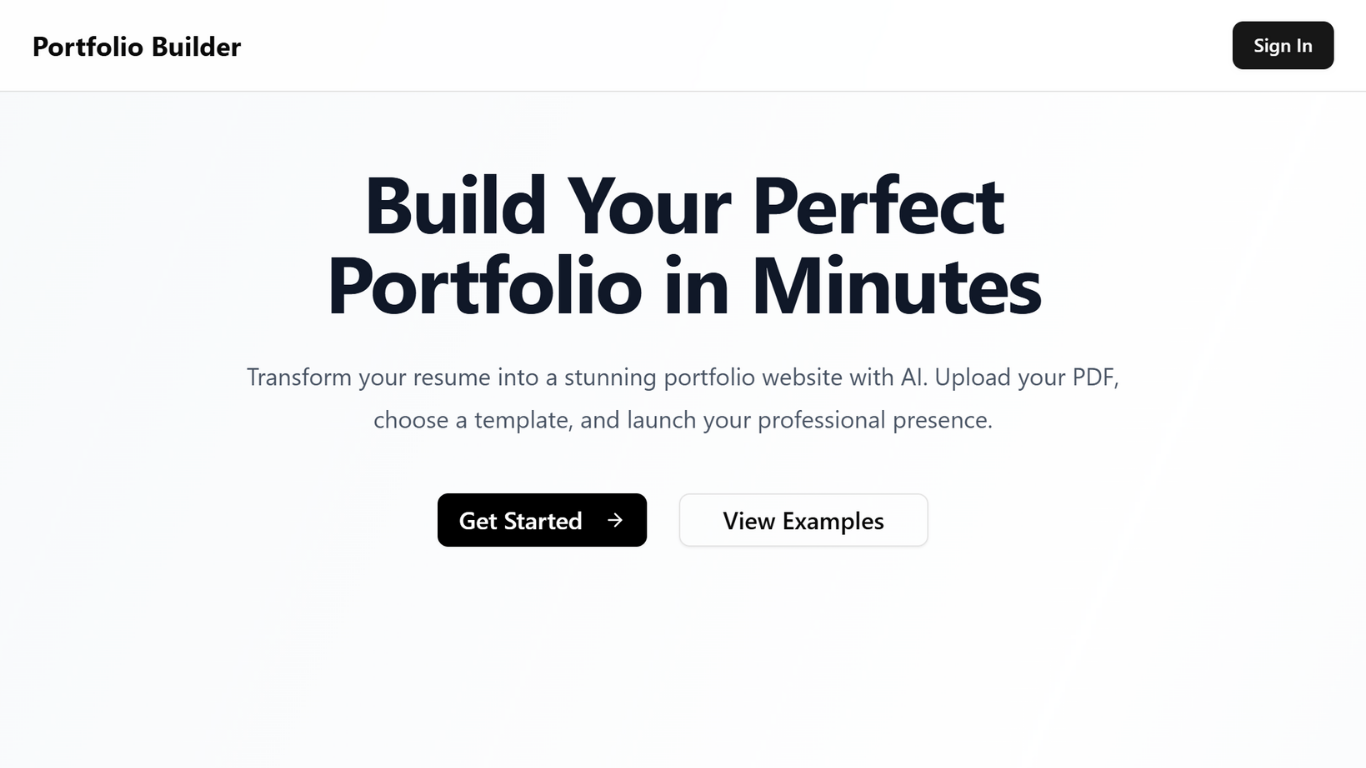 Portfolio Builder
Sign In
Build Your Perfect
Portfolio in Minutes
Transform your resume into a stunning portfolio website with AI. Upload your PDF,
choose a template, and launch your professional presence.
Get Started →
View Examples